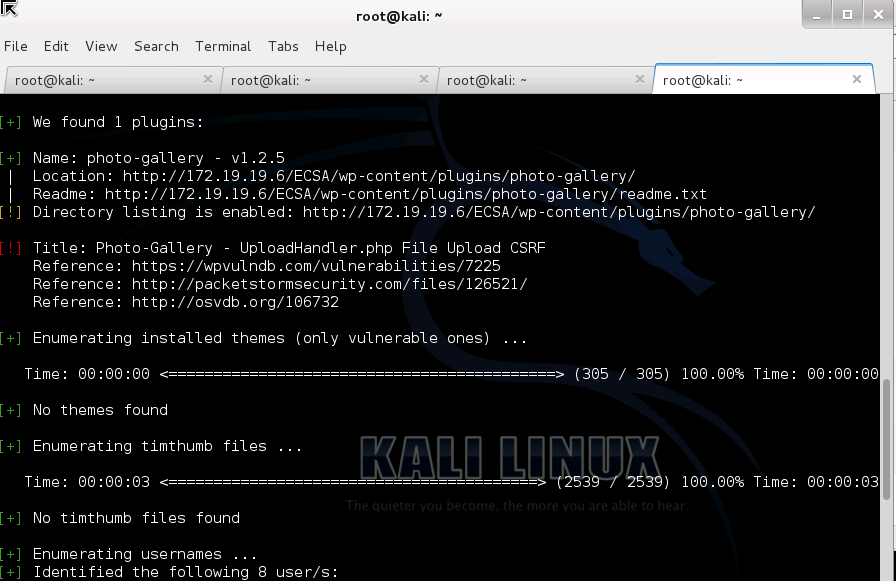 root@kali: ~
File Edit View Search Terminal Tabs Help
root@kali: ~ × root@kali: ~ × root@kali: ~ × root@kali: ~ ×
[+] We found 1 plugins:
[+] Name: photo-gallery - v1.2.5
 | Location: http://172.19.19.6/ECSA/wp-content/plugins/photo-gallery/
 | Readme: http://172.19.19.6/ECSA/wp-content/plugins/photo-gallery/readme.txt
[!] Directory listing is enabled: http://172.19.19.6/ECSA/wp-content/plugins/photo-gallery/
[!] Title: Photo-Gallery - UploadHandler.php File Upload CSRF
    Reference: https://wpvulndb.com/vulnerabilities/7225
    Reference: http://packetstormsecurity.com/files/126521/
    Reference: http://osvdb.org/106732
[+] Enumerating installed themes (only vulnerable ones) ...
   Time: 00:00:00 <===========================================> (305 / 305) 100.00% Time: 00:00:00
[+] No themes found
[+] Enumerating timthumb files ...
KALI LINUX
   Time: 00:00:03 <=========================================> (2539 / 2539) 100.00% Time: 00:00:03
The quieter you become, the more you are able to hear.
[+] No timthumb files found
[+] Enumerating usernames ...
[+] Identified the following 8 user/s: